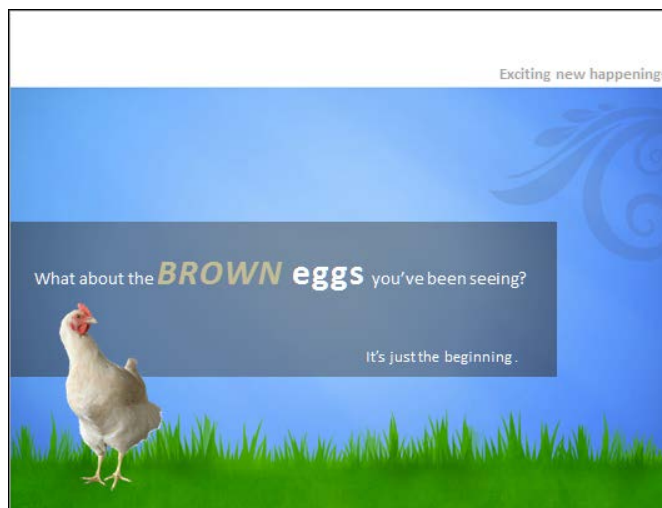 Exciting new happening
What about the BROWN eggs you've been seeing?
It's just the beginning.